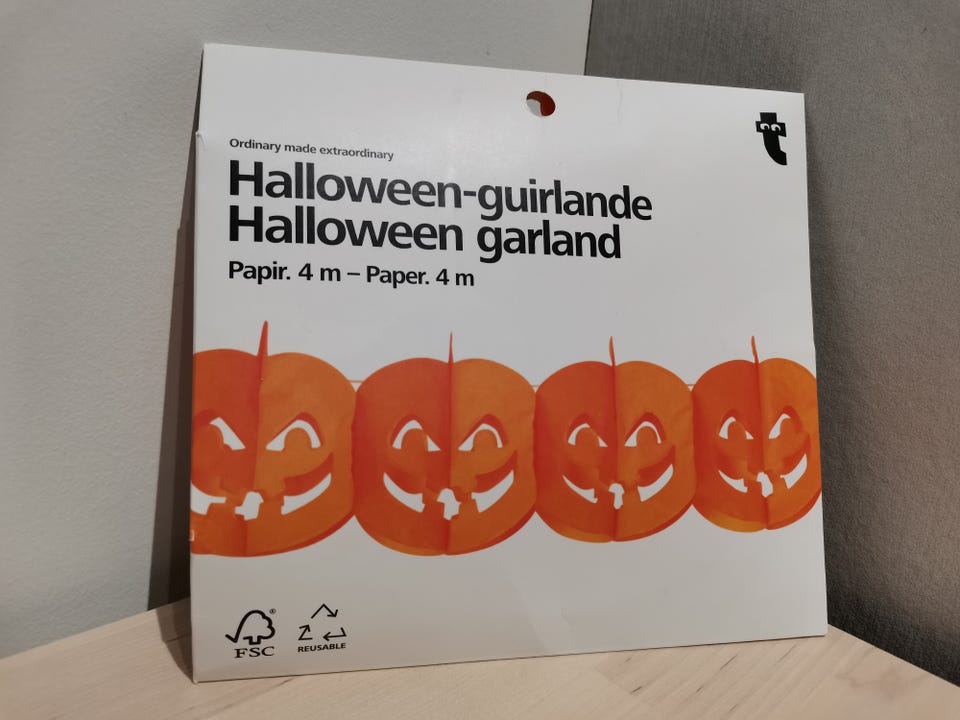 Ordinary made extraordinary
Halloween-guirlande
Halloween garland
Papir. 4 m – Paper. 4 m
t
® 
FSC
REUSABLE